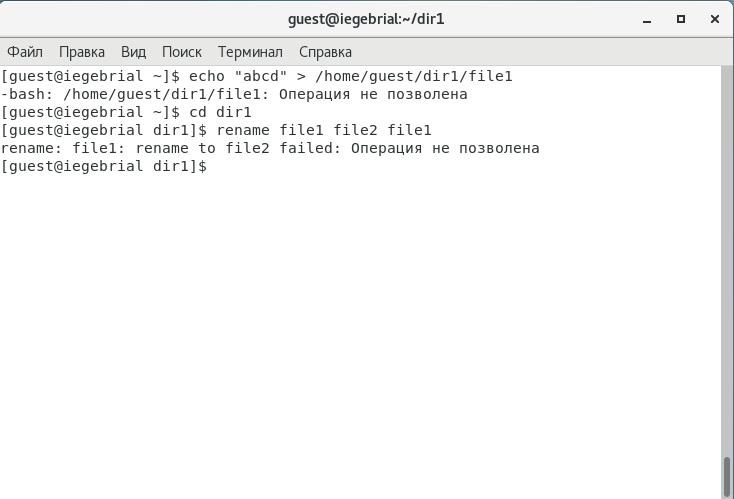 guest@iegebrial:~/dir1
Файл Правка Вид Поиск Терминал Справка
[guest@iegebrial ~]$ echo "abcd" > /home/guest/dir1/file1
-bash: /home/guest/dir1/file1: Операция не позволена
[guest@iegebrial ~]$ cd dir1
[guest@iegebrial dir1]$ rename file1 file2 file1
rename: file1: rename to file2 failed: Операция не позволена
[guest@iegebrial dir1]$